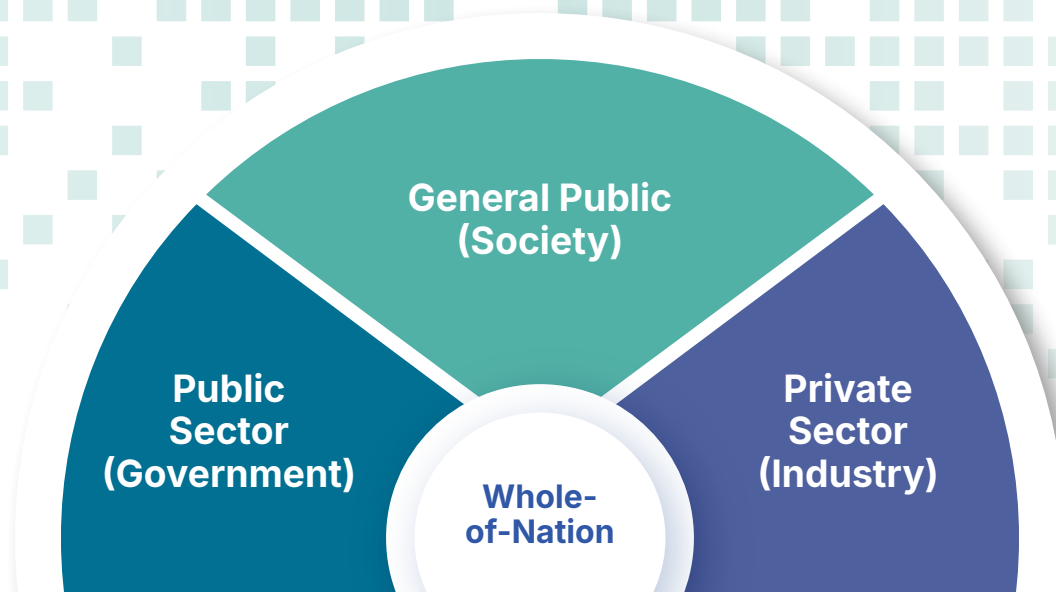 General Public
(Society)
Public
Sector
(Government)
Private
Sector
(Industry)
Whole-
of-Nation